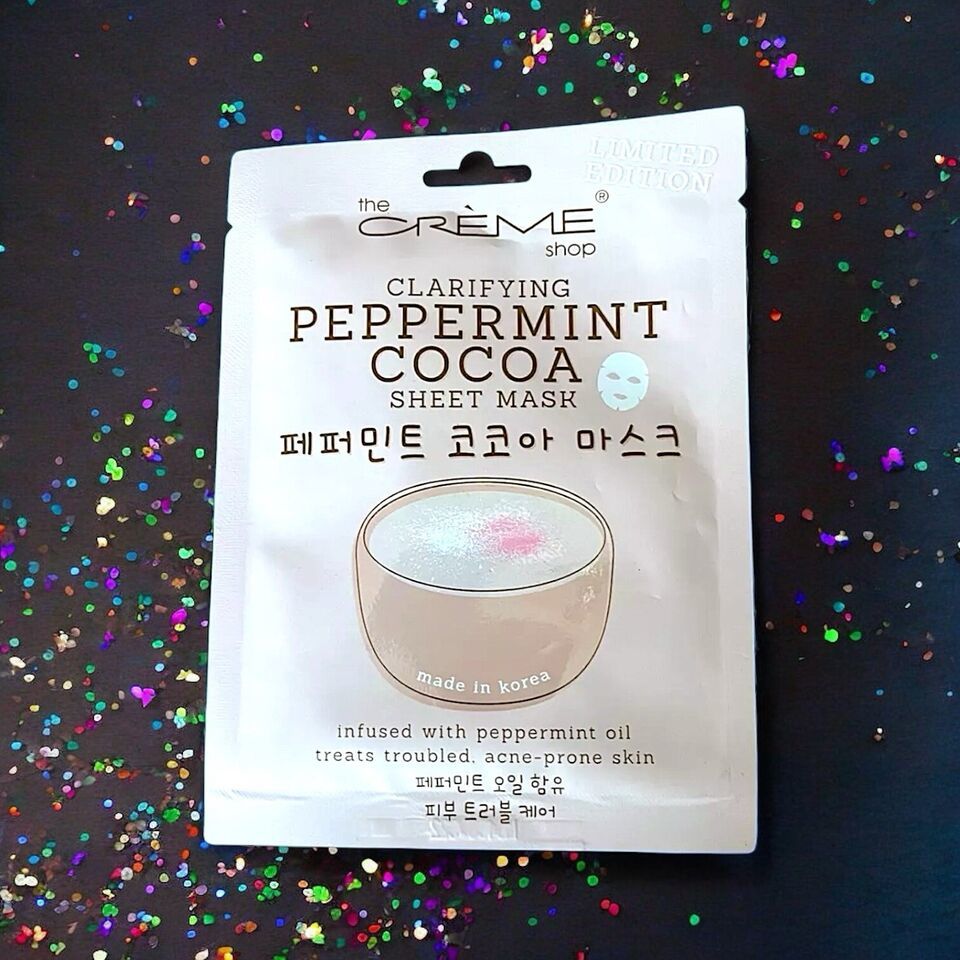 LIMITED
EDITION
the
CRÈME®
shop
CLARIFYING
PEPPERMINT
COCOA
SHEET MASK
페퍼민트 코코아 마스크
made in korea
infused with peppermint oil
treats troubled, acne-prone skin
페퍼민트 오일 함유
피부 트러블 케어